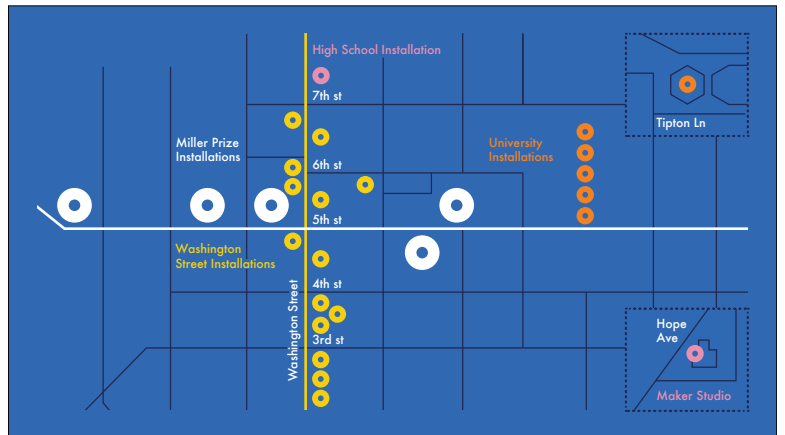 High School Installation
7th st
Tipton Ln
Miller Prize
Installations
University
Installations
6th st
5th st
Washington
Street Installations
4th st
Washington Street
Hope
Ave
3rd st
Maker Studio